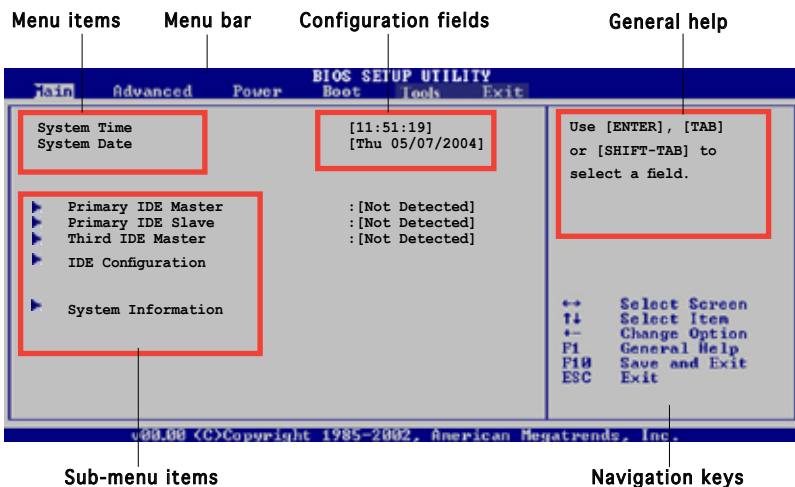 Menu items Menu bar Configuration fields General help
BIOS SETUP UTILITY
Main Advanced Power Boot Tools Exit
System Time [11:51:19]
System Date [Thu 05/07/2004]
Use [ENTER], [TAB]
or [SHIFT-TAB] to
select a field.
Primary IDE Master :[Not Detected]
Primary IDE Slave :[Not Detected]
Third IDE Master :[Not Detected]
IDE Configuration
System Information
↔ Select Screen
↑↓ Select Item
+- Change Option
F1 General Help
F10 Save and Exit
ESC Exit
v00.00 (C)Copyright 1985-2002, American Megatrends, Inc.
Sub-menu items Navigation keys